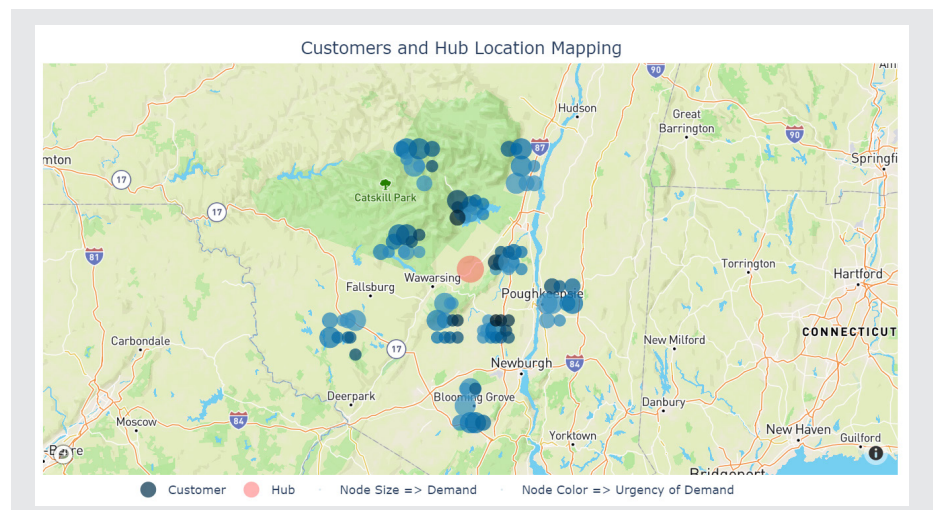 Customers and Hub Location Mapping
90
Hudson
Great
Barrington
87
90
mton
17
Springfi
Catskill Park
17
81
Torrington
Hartford
Wawarsing
Fallsburg
Poughkeepsie
CONNECTICUT
Carbondale
17
New Milford
Newburgh
84
Deerpark
Blooming Grove
Danbury
Moscow
84
New Haven
Yorktown
Guilford
-Barre
Bridgeport
Customer Hub Node Size => Demand Node Color => Urgency of Demand